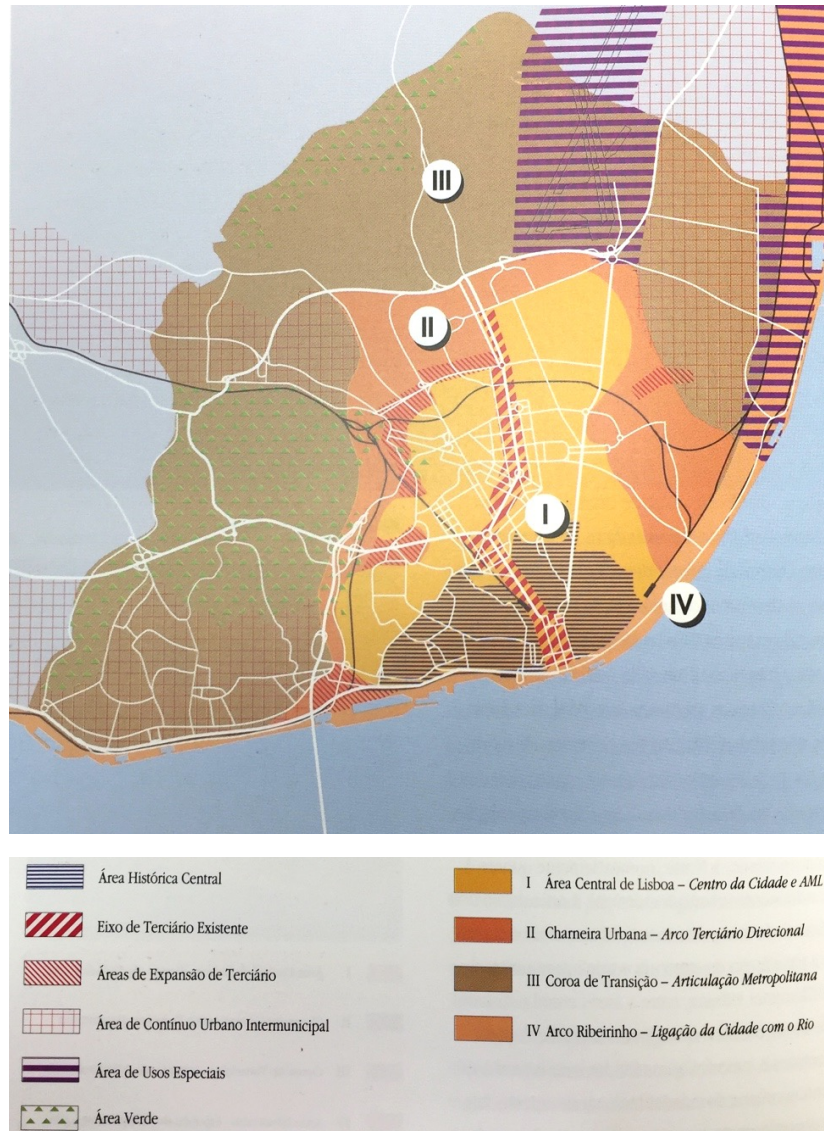 III
II
I
IV
Área Histórica Central
Eixo de Terciário Existente
Áreas de Expansão de Terciário
Área de Contínuo Urbano Intermunicipal
Área de Usos Especiais
Área Verde
I Área Central de Lisboa – Centro da Cidade e AML
II Charneira Urbana – Arco Terciário Direcional
III Coroa de Transição – Articulação Metropolitana
IV Arco Ribeirinho – Ligação da Cidade com o Rio